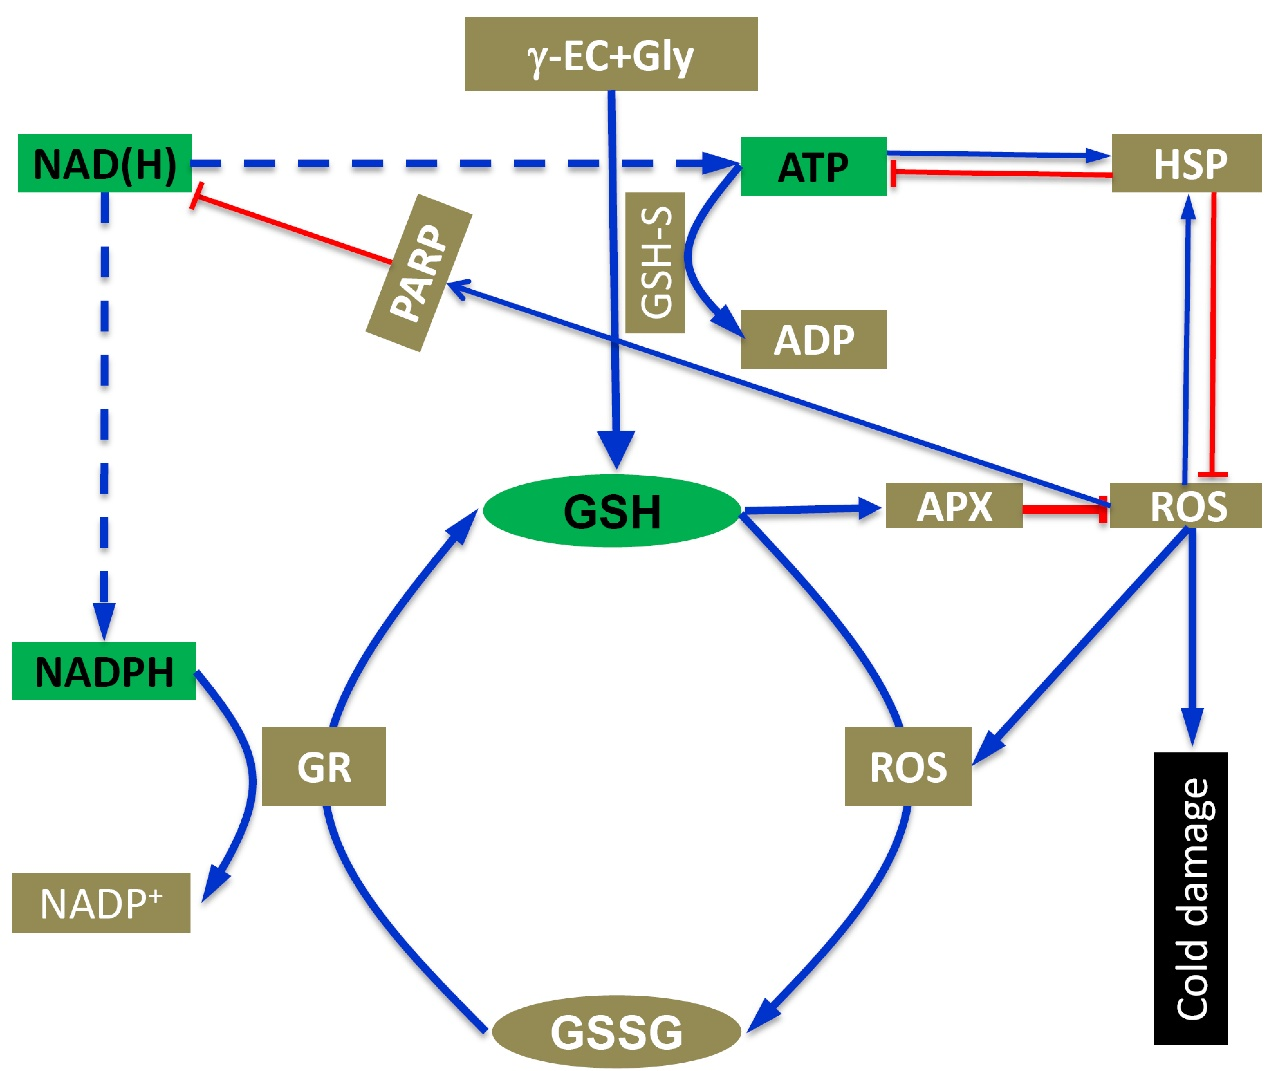 γ-EC+Gly
NAD(H)
ATP
HSP
PARP
GSH-S
ADP
GSH
APX
ROS
NADPH
GR
ROS
NADP⁺
Cold damage
GSSG